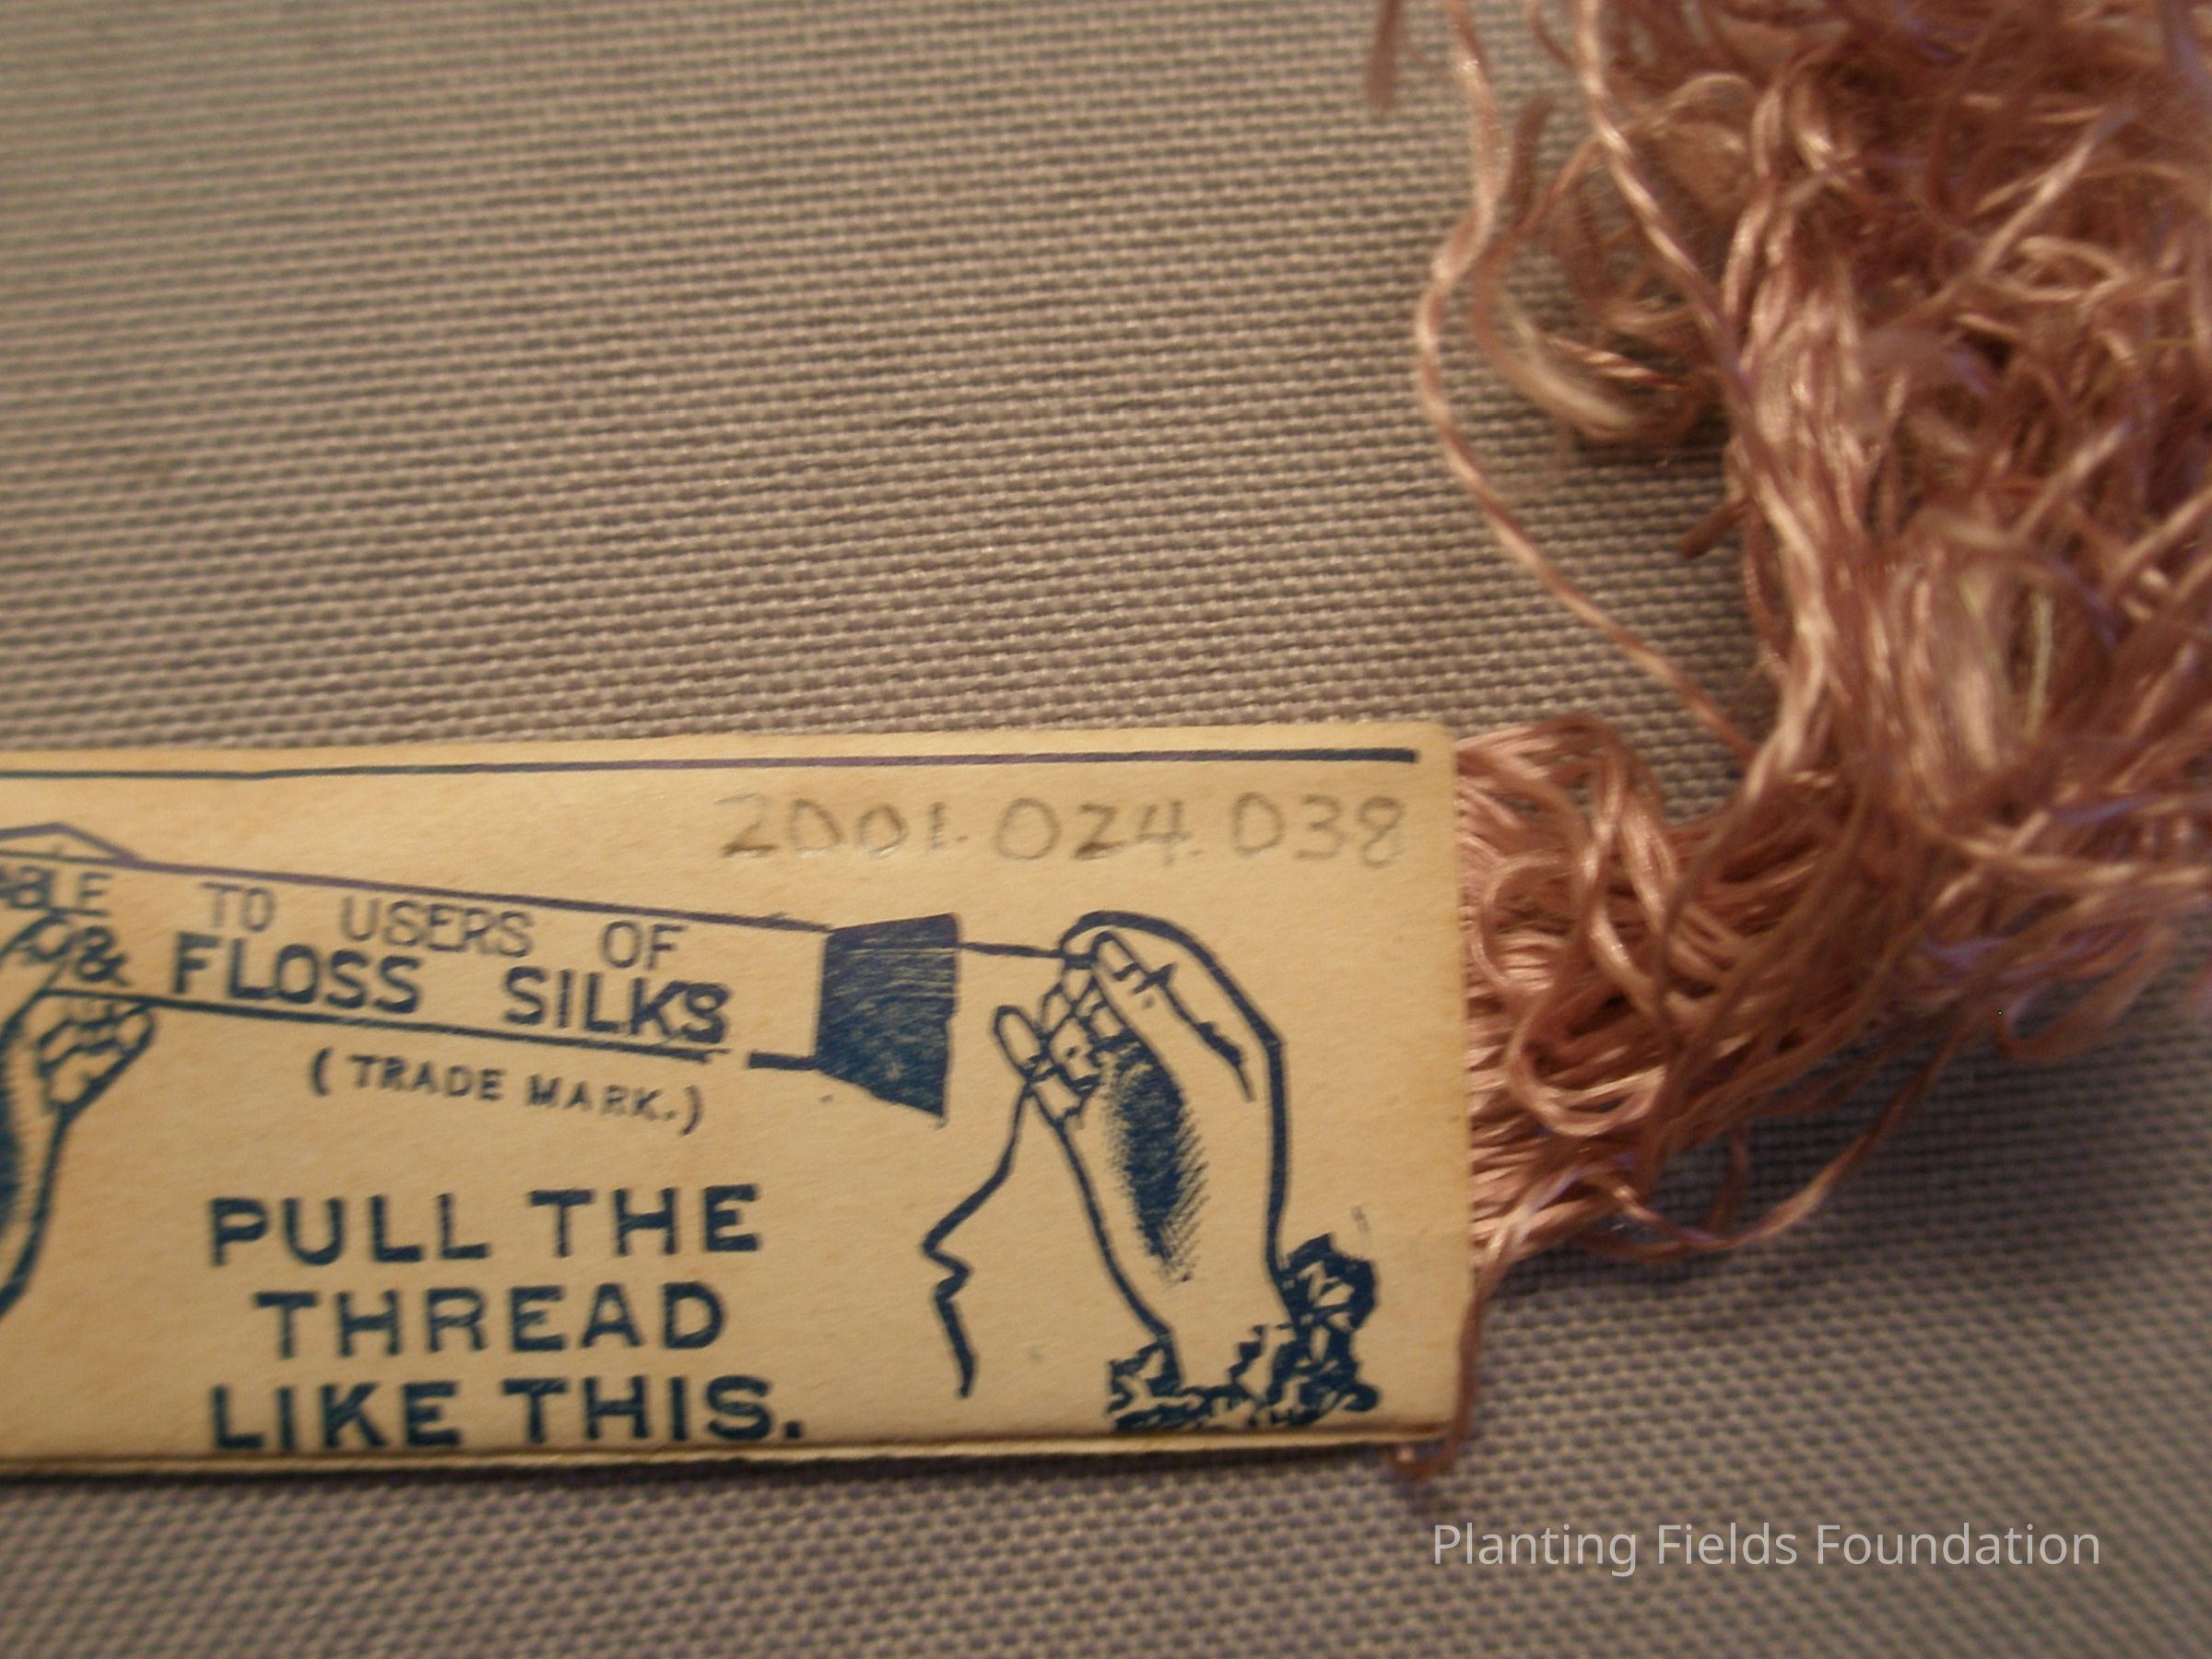 2001.024.038
TO USERS OF
& FLOSS SILKS
(TRADE MARK.)
PULL THE
THREAD
LIKE THIS.
Planting Fields Foundation